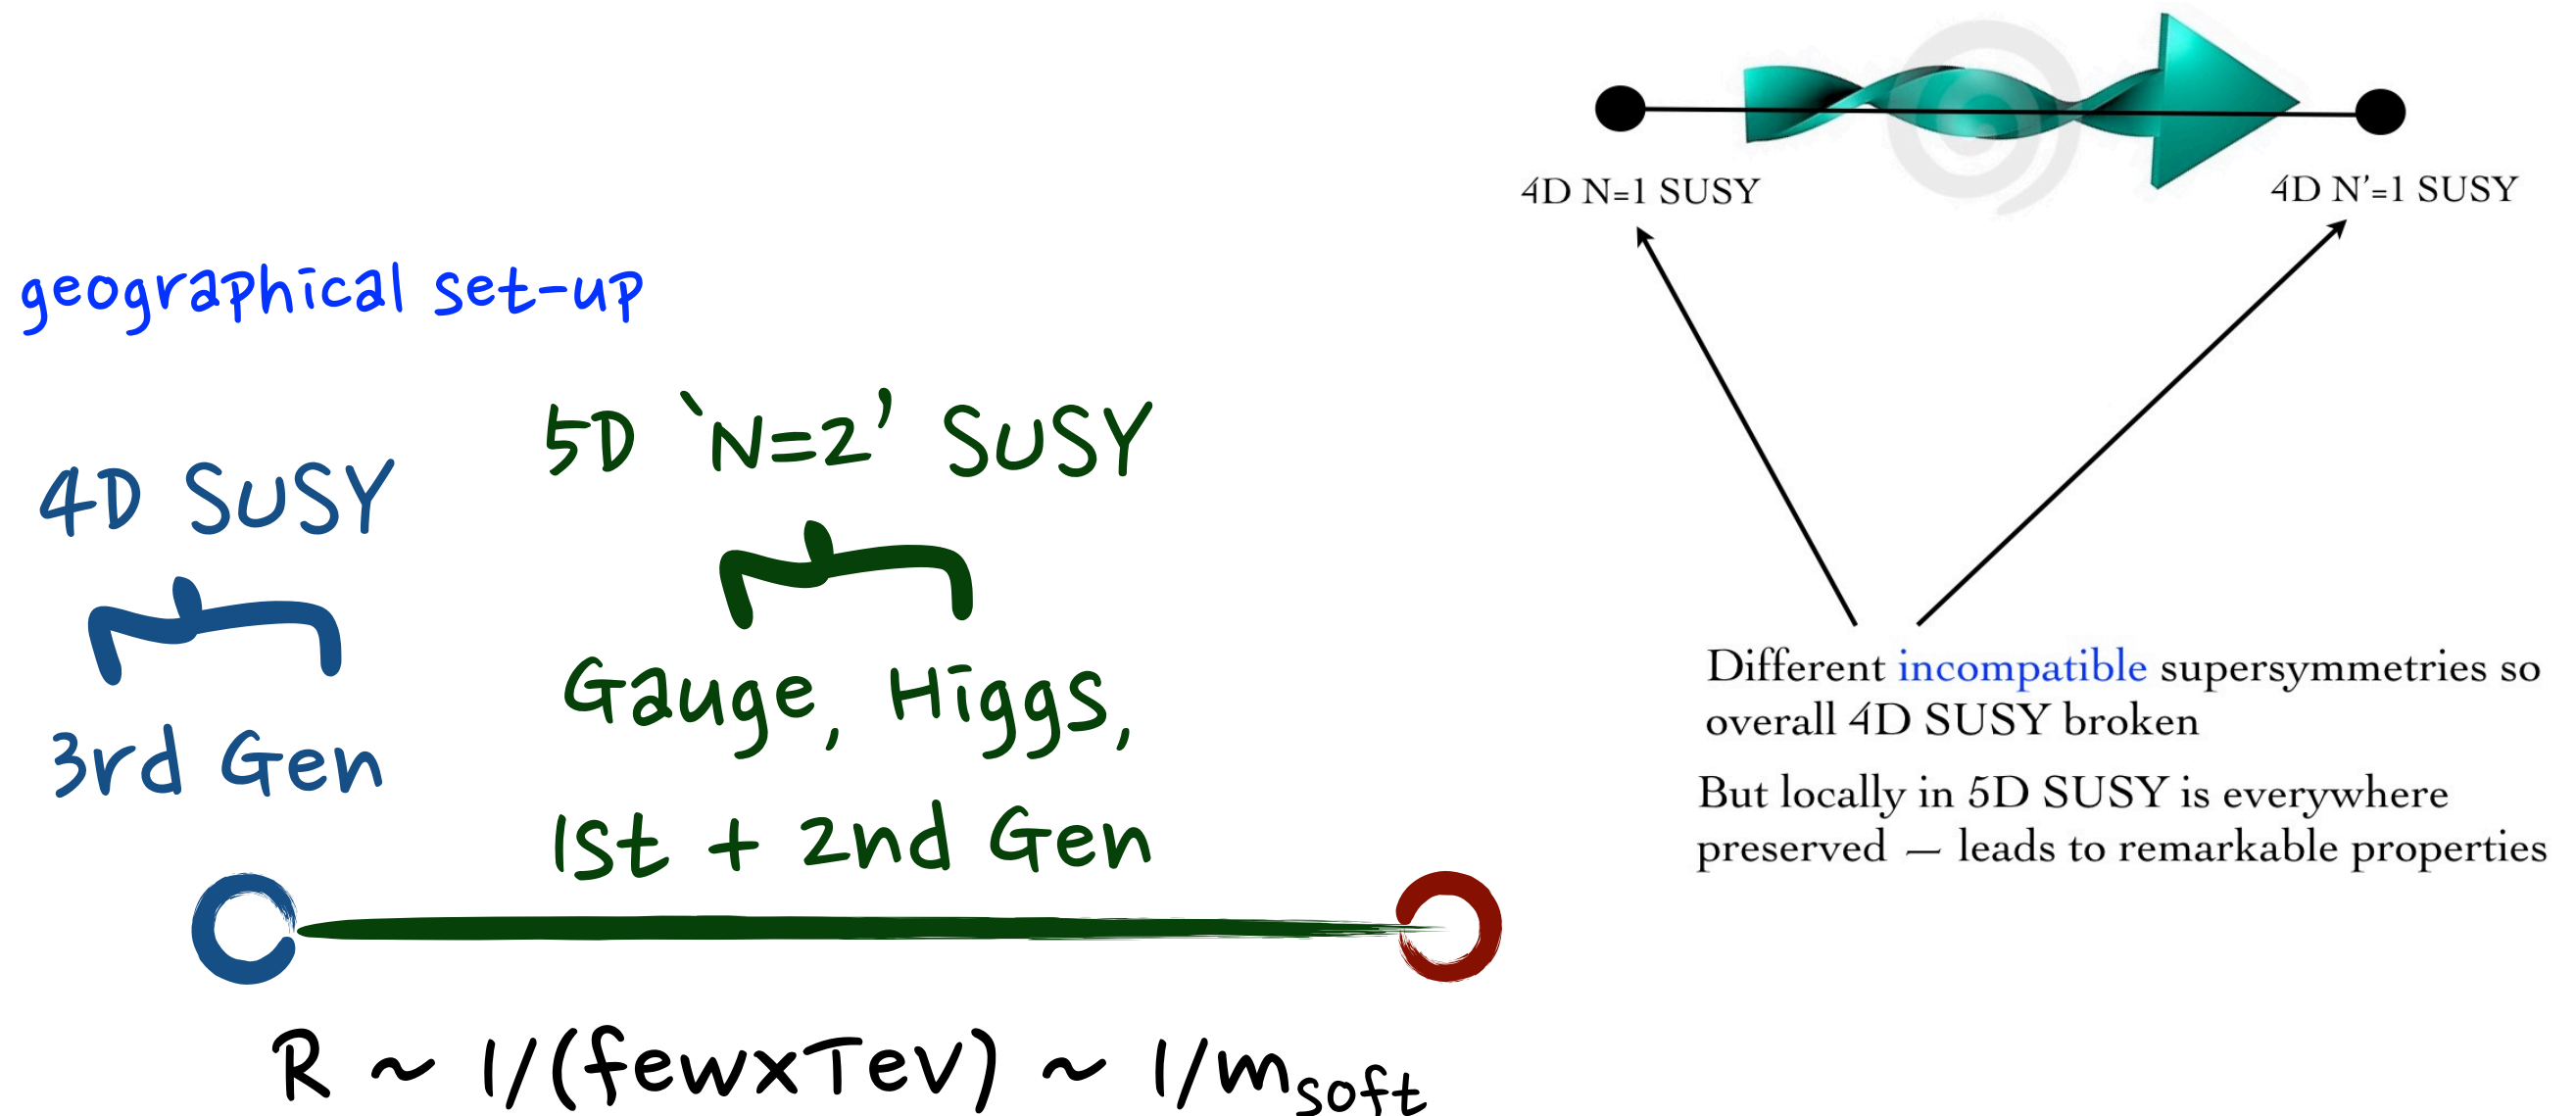 geographical set-up
4D SUSY
3rd Gen
5D `N=2' SUSY
Gauge, Higgs,
1st + 2nd Gen
R ~ 1/(fewxTeV) ~ 1/msoft
4D N=1 SUSY
4D N'=1 SUSY
Different incompatible supersymmetries so
overall 4D SUSY broken
But locally in 5D SUSY is everywhere
preserved — leads to remarkable properties